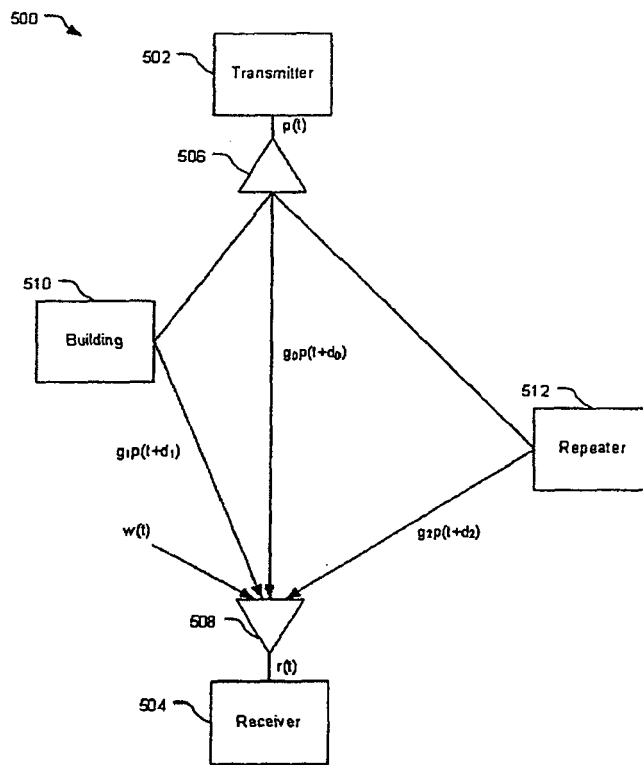 500
502
Transmitter
p(t)
506
510
Building
g₀p(t+d₀)
512
Repeater
g₁p(t+d₁)
g₂p(t+d₂)
w(t)
508
r(t)
504
Receiver